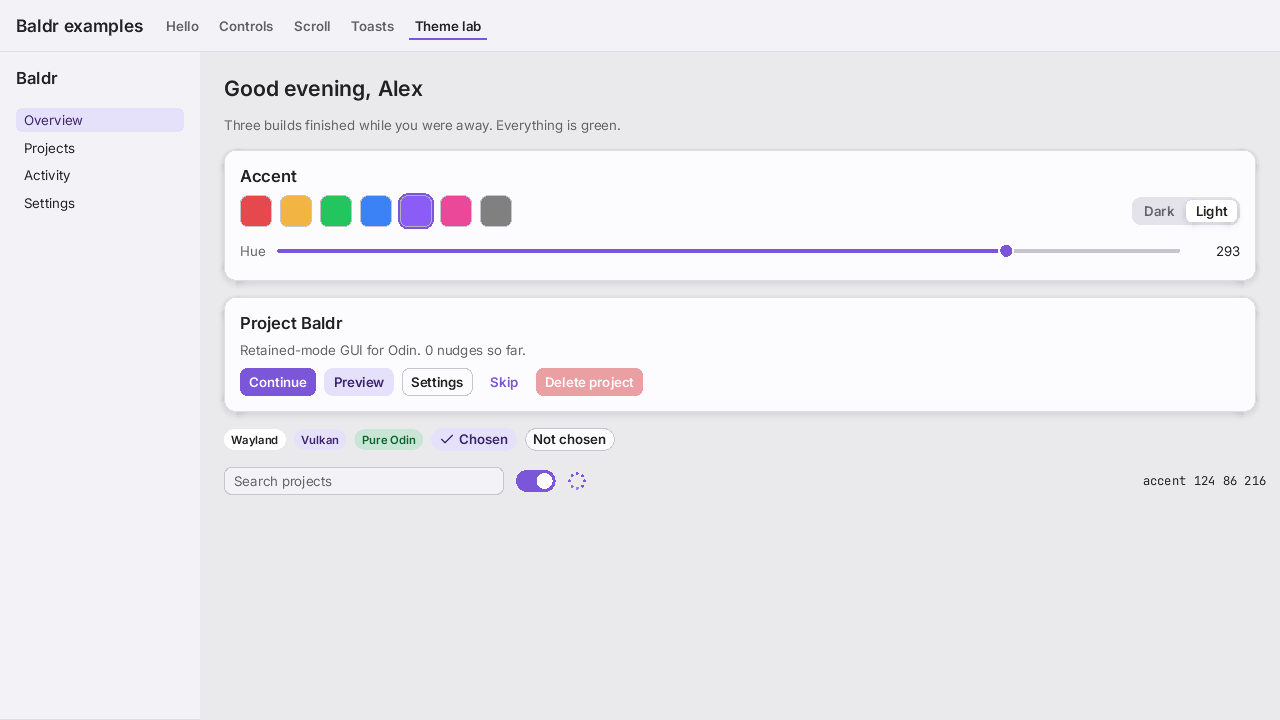 Baldr examples Hello Controls Scroll Toasts Theme lab
Baldr
Overview
Projects
Activity
Settings
Good evening, Alex
Three builds finished while you were away. Everything is green.
Accent
Dark Light
Hue 293
Project Baldr
Retained-mode GUI for Odin. 0 nudges so far.
Continue Preview Settings Skip Delete project
Wayland Vulkan Pure Odin Chosen Not chosen
Search projects accent 124 86 216